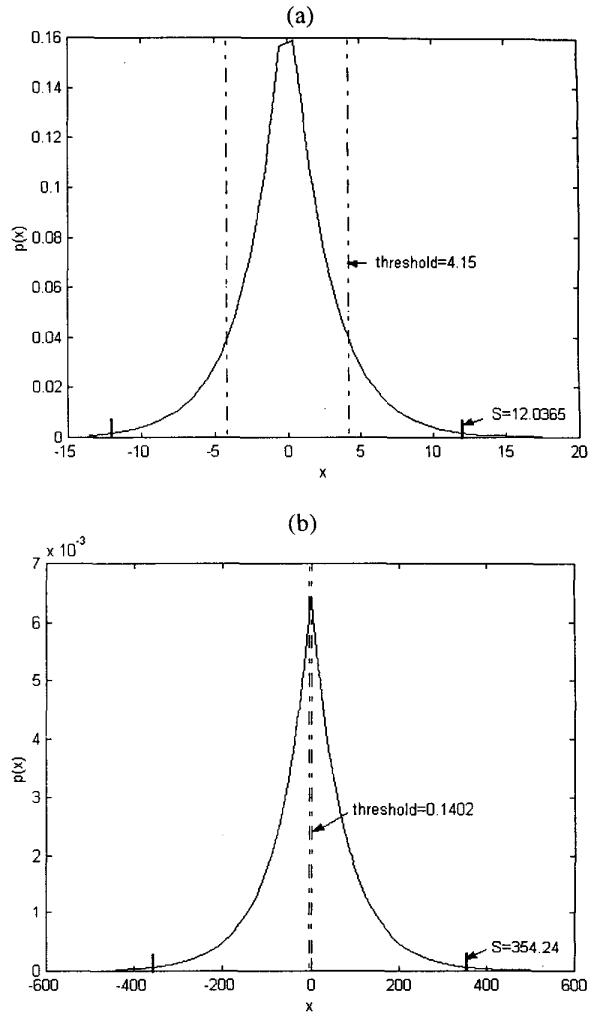 (a)
0.16
0.14
0.12
0.1
0.08
0.06
0.04
0.02
0
p(x)
threshold=4.15
S=12.0365
-15 -10 -5 0 5 10 15 20
x
(b)
x 10^-3
7
6
5
4
3
2
1
0
p(x)
threshold=0.1402
S=354.24
-600 -400 -200 0 200 400 600
x